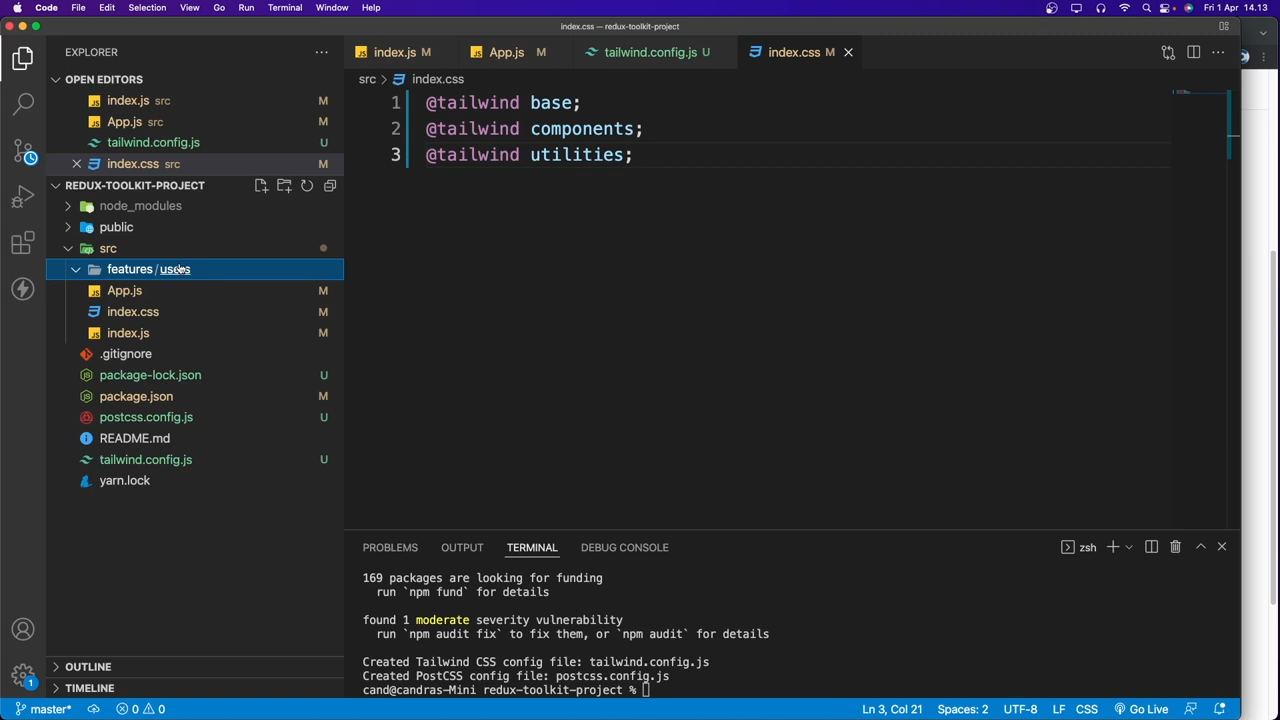 Code File Edit Selection View Go Run Terminal Window Help
Fri 1 Apr 14.13
index.css — redux-toolkit-project
EXPLORER
index.js M
App.js M
tailwind.config.js U
index.css M
OPEN EDITORS
src > index.css
index.js src M
App.js src M
tailwind.config.js U
index.css src M
1 @tailwind base;
2 @tailwind components;
3 @tailwind utilities;
REDUX-TOOLKIT-PROJECT
node_modules
public
src
features /users
App.js M
index.css M
index.js M
.gitignore
package-lock.json U
package.json M
postcss.config.js U
README.md
tailwind.config.js U
yarn.lock
OUTLINE
TIMELINE
PROBLEMS OUTPUT TERMINAL DEBUG CONSOLE
zsh
169 packages are looking for funding
run `npm fund` for details
found 1 moderate severity vulnerability
run `npm audit fix` to fix them, or `npm audit` for details
Created Tailwind CSS config file: tailwind.config.js
Created PostCSS config file: postcss.config.js
cand@candras-Mini redux-toolkit-project %
1
master* 0 0 Ln 3, Col 21 Spaces: 2 UTF-8 LF CSS Go Live